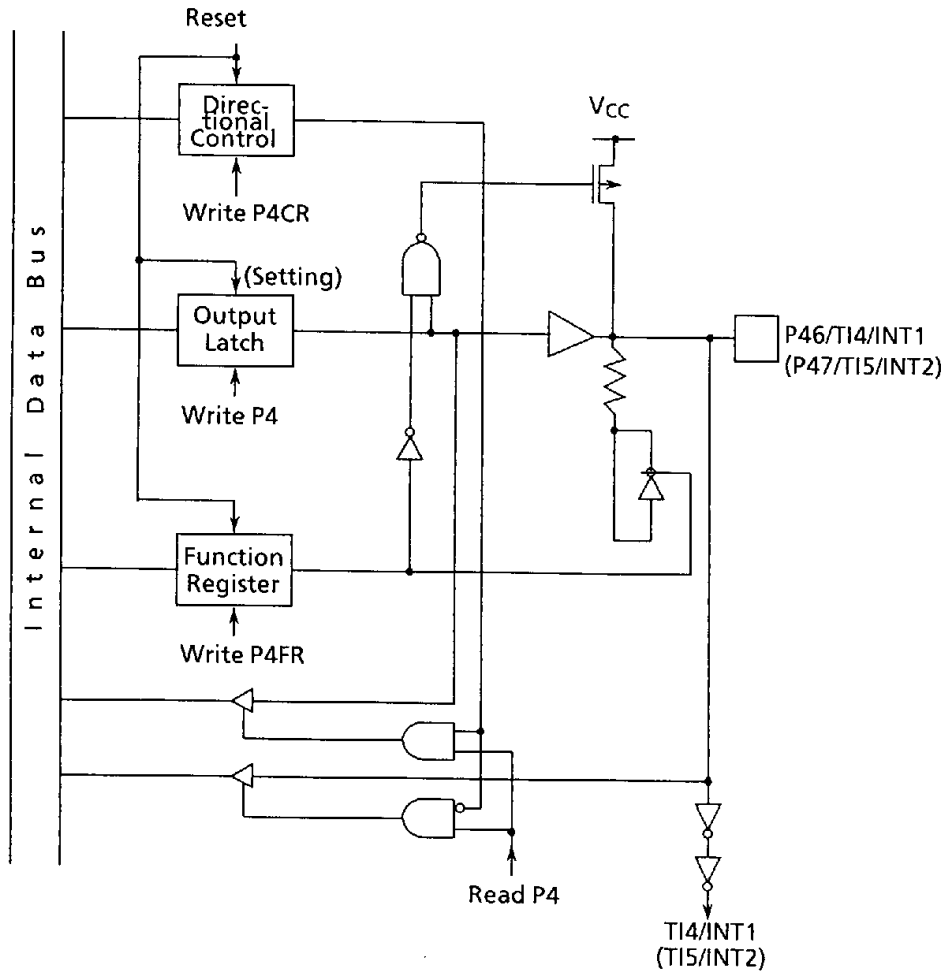 Reset
Direc-
tional
Control
Write P4CR
VCC
(Setting)
Output
Latch
Write P4
P46/TI4/INT1
(P47/TI5/INT2)
Internal Data Bus
Function
Register
Write P4FR
Read P4
TI4/INT1
(TI5/INT2)